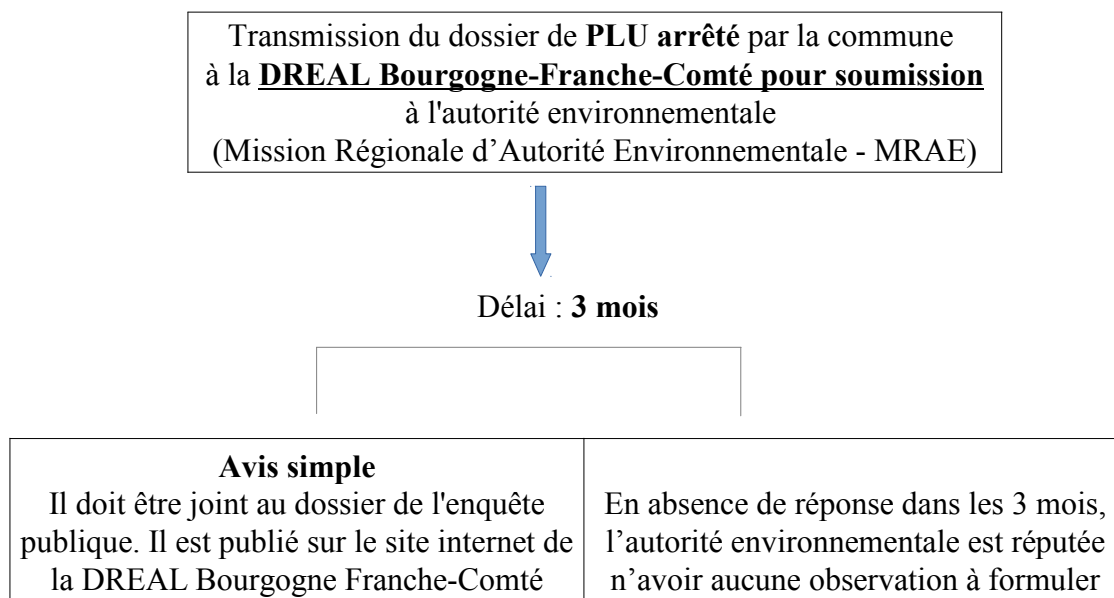 Transmission du dossier de PLU arrêté par la commune
à la DREAL Bourgogne-Franche-Comté pour soumission
à l'autorité environnementale
(Mission Régionale d’Autorité Environnementale - MRAE)
Délai : 3 mois
Avis simple
Il doit être joint au dossier de l'enquête
publique. Il est publié sur le site internet de
la DREAL Bourgogne Franche-Comté
En absence de réponse dans les 3 mois,
l’autorité environnementale est réputée
n’avoir aucune observation à formuler